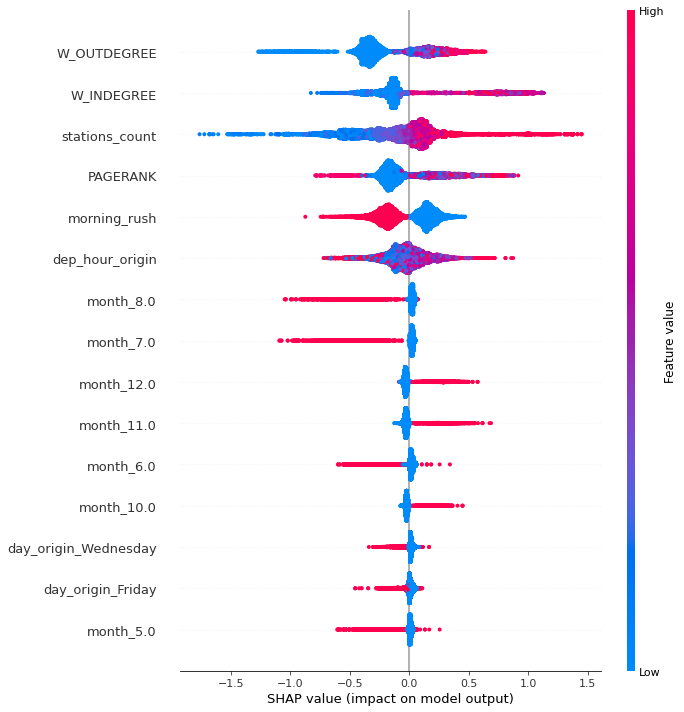 High
W_OUTDEGREE
W_INDEGREE
stations_count
PAGERANK
morning_rush
dep_hour_origin
month_8.0
month_7.0
month_12.0
month_11.0
month_6.0
month_10.0
day_origin_Wednesday
day_origin_Friday
month_5.0
Feature value
Low
−1.5 −1.0 −0.5 0.0 0.5 1.0 1.5
SHAP value (impact on model output)